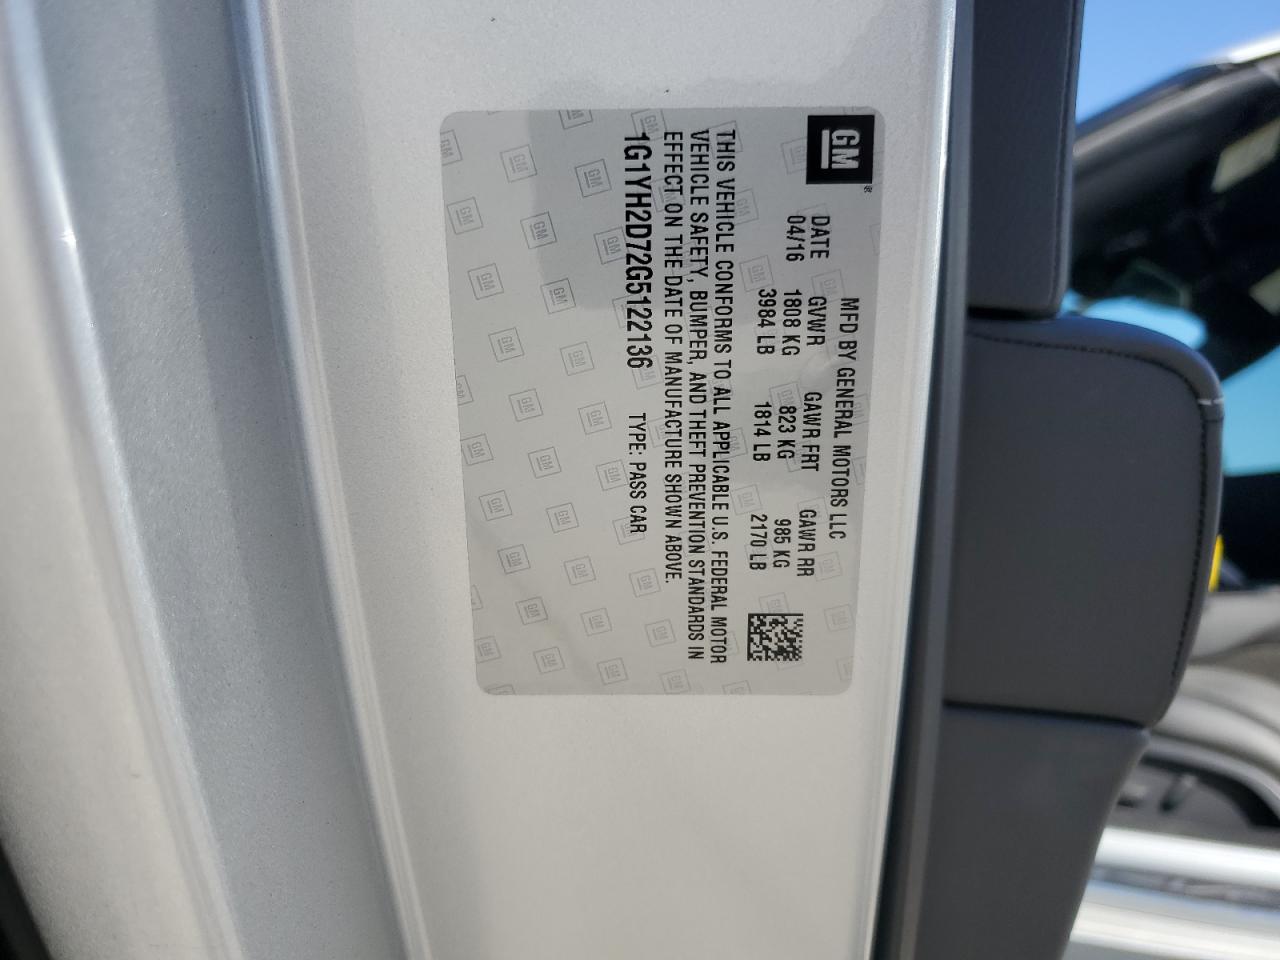 GM
MFD BY GENERAL MOTORS LLC
DATE GVWR GAWR FRT GAWR RR
04/16 1808 KG 823 KG 985 KG
3984 LB 1814 LB 2170 LB
THIS VEHICLE CONFORMS TO ALL APPLICABLE U.S. FEDERAL MOTOR
VEHICLE SAFETY, BUMPER, AND THEFT PREVENTION STANDARDS IN
EFFECT ON THE DATE OF MANUFACTURE SHOWN ABOVE.
1G1YH2D72G5122136 TYPE: PASS CAR